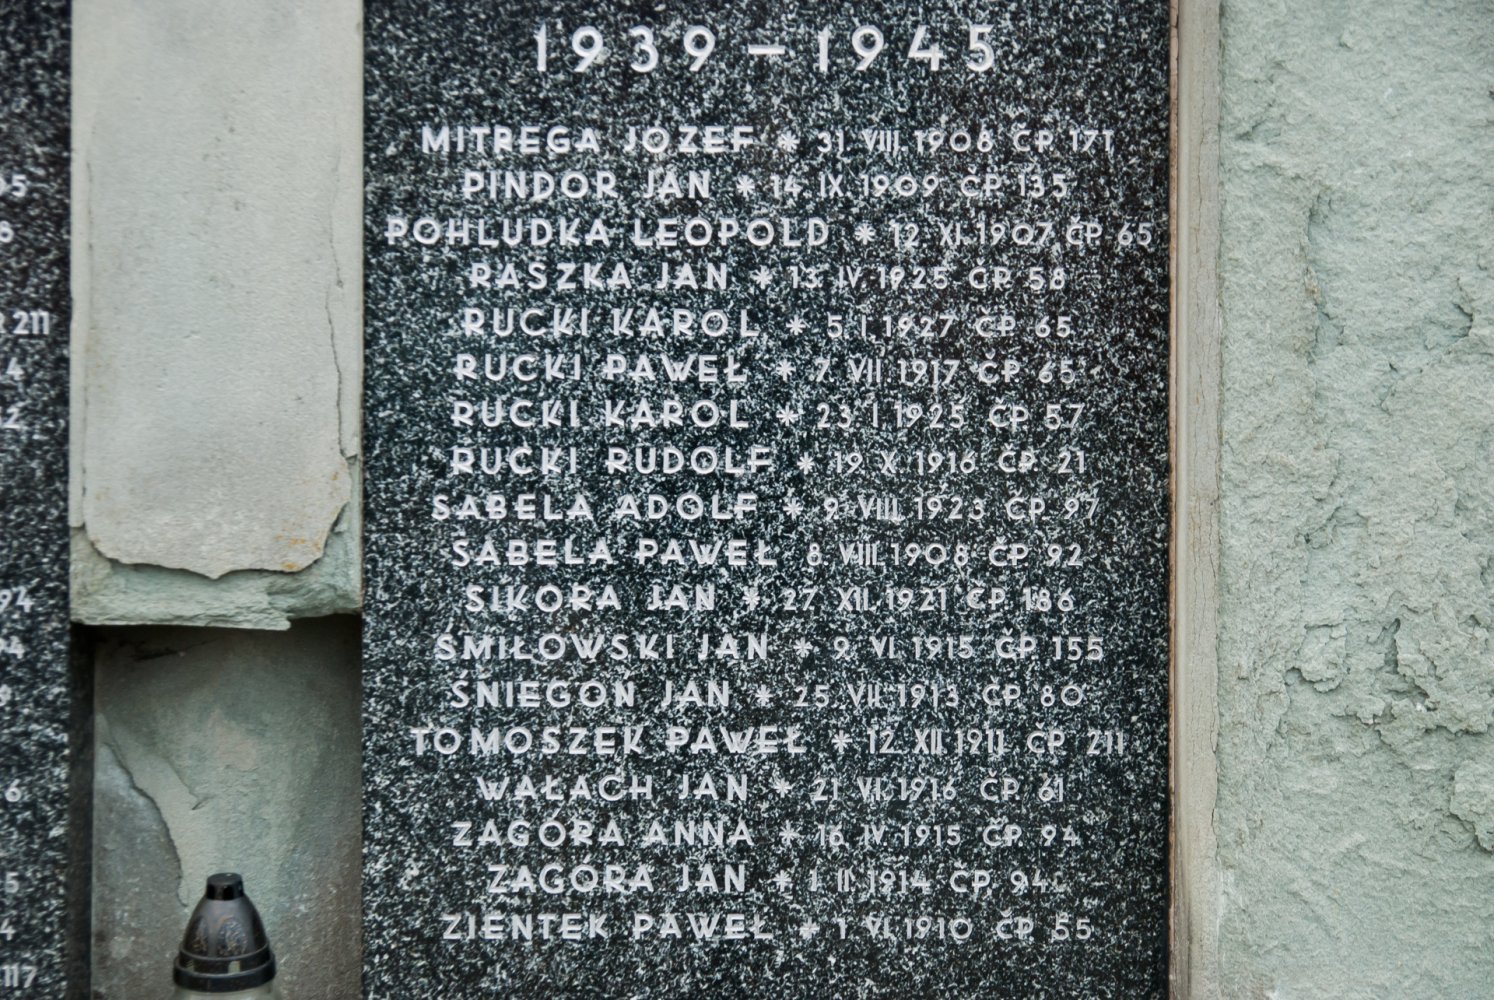 1939 – 1945
MITRĘGA JÓZEF * 31. VIII. 1908 ČP. 171
PINDÓR JAN * 14. IX. 1909 ČP. 135
POHLUDKA LEOPOLD * 12. XI. 1907 ČP. 65
RASZKA JAN * 13. IV. 1925 ČP. 58
RUCKI KAROL * 5. I. 1927 ČP. 65
RUCKI PAWEŁ * 7. VII. 1917 ČP. 65
RUCKI KAROL * 23. I. 1925 ČP. 57
RUCKI RUDOLF * 19. X. 1916 ČP. 21
SABELA ADOLF * 9. VIII. 1923 ČP. 97
SABELA PAWEŁ * 8. VIII. 1908 ČP. 92
SIKORA JAN * 27. XII. 1921 ČP. 186
ŚMIŁOWSKI JAN * 9. VI. 1915 ČP. 155
ŚNIEGOŃ JAN * 25. VII. 1913 ČP. 80
TOMOSZEK PAWEŁ * 12. XII. 1911 ČP. 211
WAŁACH JAN * 21. VI. 1916 ČP. 61
ZAGÓRA ANNA * 16. IV. 1915 ČP. 94
ZAGÓRA JAN * 1. II. 1914 ČP. 94
ZIENTEK PAWEŁ * 1. VI. 1910 ČP. 55
211
117